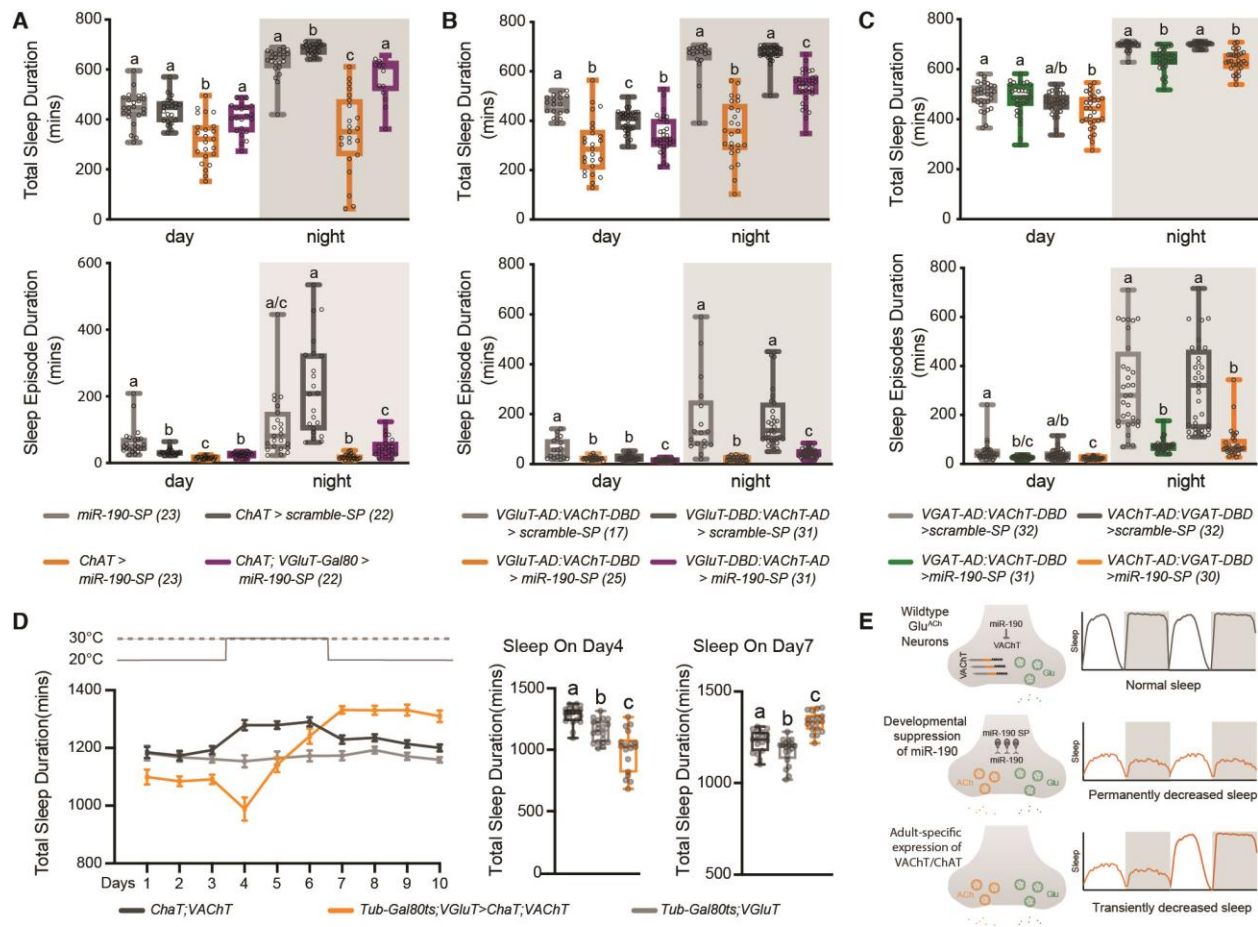 A
Total Sleep Duration
(mins)
800
600
400
200
0
a
a
b
a
a
b
c
a
day
night
Sleep Episode Duration
(mins)
600
400
200
0
a
b
c
b
a/c
a
b
c
day
night
miR-190-SP (23)
ChAT > scramble-SP (22)
ChAT >
miR-190-SP (23)
ChAT; VGluT-Gal80 >
miR-190-SP (22)
B
Total Sleep Duration
(mins)
800
600
400
200
0
a
b
c
b
a
b
a
c
day
night
Sleep Episode Duration
(mins)
800
600
400
200
0
a
b
b
c
a
b
a
c
day
night
VGluT-AD:VAChT-DBD
> scramble-SP (17)
VGluT-DBD:VAChT-AD
> scramble-SP (31)
VGluT-AD:VAChT-DBD
> miR-190-SP (25)
VGluT-DBD:VAChT-AD
> miR-190-SP (31)
C
Total Sleep Duration
(mins)
800
600
400
200
0
a
a
a/b
b
a
b
a
b
day
night
Sleep Episodes Duration
(mins)
800
600
400
200
0
a
b/c
a/b
c
a
b
a
b
day
night
VGAT-AD:VAChT-DBD
>scramble-SP (32)
VAChT-AD:VGAT-DBD
>scramble-SP (32)
VGAT-AD:VAChT-DBD
>miR-190-SP (31)
VAChT-AD:VGAT-DBD
>miR-190-SP (30)
D
30°C
20°C
Total Sleep Duration(mins)
1400
1200
1000
800
Days 1 2 3 4 5 6 7 8 9 10
Sleep On Day4
Total Sleep Duration(mins)
1500
1000
500
0
a
b
c
Sleep On Day7
Total Sleep Duration(mins)
1500
1000
500
a
b
c
ChaT;VAChT
Tub-Gal80ts;VGluT>ChaT;VAChT
Tub-Gal80ts;VGluT
E
Wildtype
Glu^ACh
Neurons
miR-190
VAChT
VAChT
Glu
Sleep
Normal sleep
Developmental
suppression
of miR-190
miR-190 SP
miR-190
ACh
Glu
Sleep
Permanently decreased sleep
Adult-specific
expression of
VAChT/ChAT
ACh
Glu
Sleep
Transiently decreased sleep